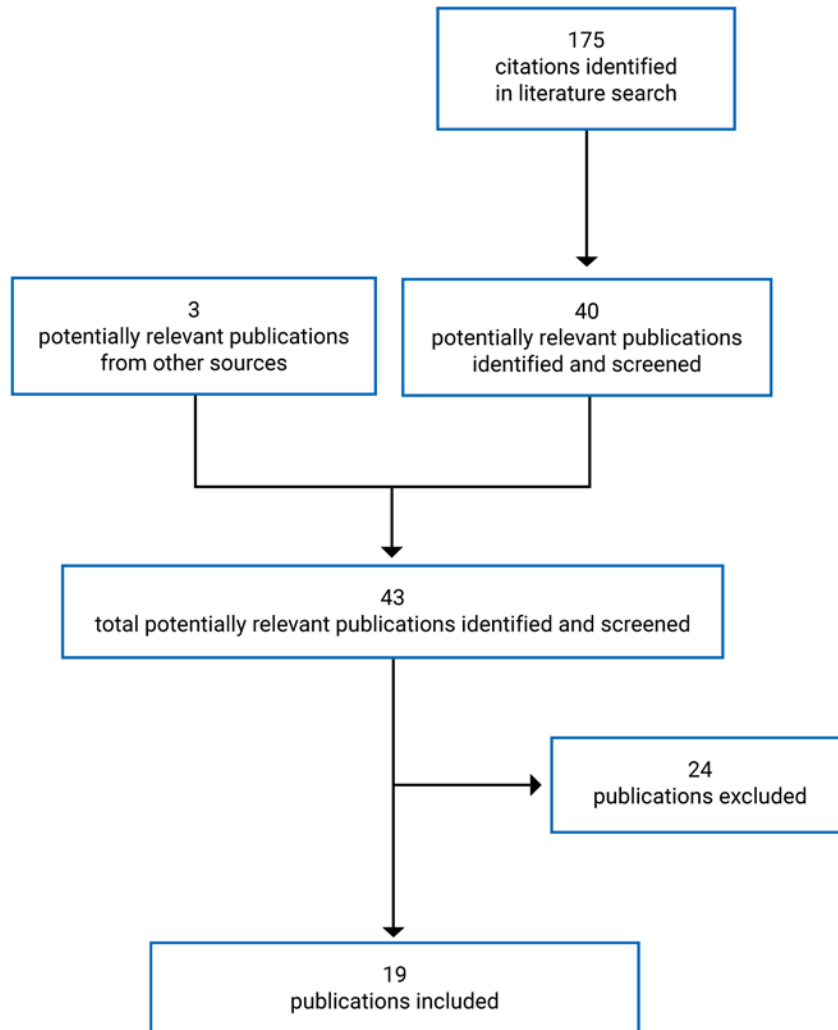 175
citations identified
in literature search
3
potentially relevant publications
from other sources
40
potentially relevant publications
identified and screened
43
total potentially relevant publications identified and screened
24
publications excluded
19
publications included